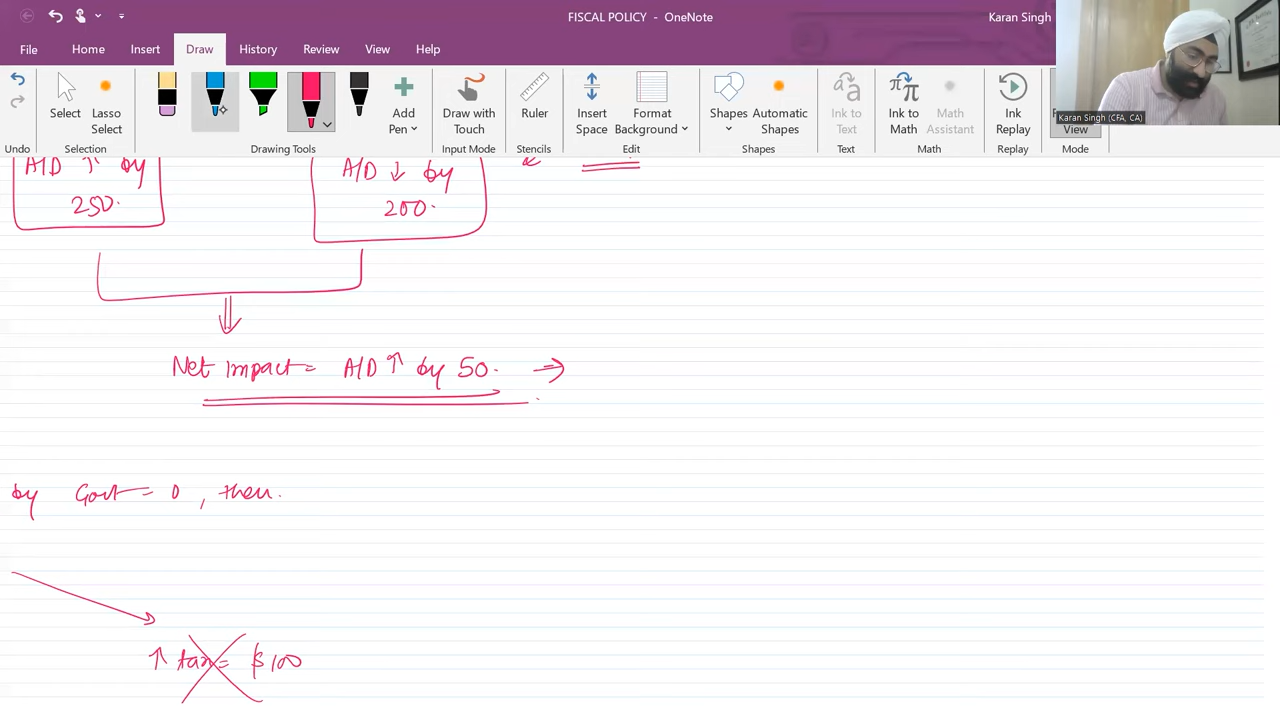 FISCAL POLICY - OneNote
Karan Singh
File Home Insert Draw History Review View Help
Undo
Select
Lasso Select
Selection
Drawing Tools
Add Pen
Draw with Touch
Input Mode
Ruler
Stencils
Insert Space
Format Background
Edit
Shapes
Automatic Shapes
Shapes
Ink to Text
Text
Ink to Math
Math Assistant
Math
Ink Replay
Replay
View
Mode
Karan Singh (CFA, CA)
A/D ↑ by
250.
A/D ↓ by
200.
Net impact = A/D ↑ by 50. →
by Govt = 0, then.
↑ tax = $100